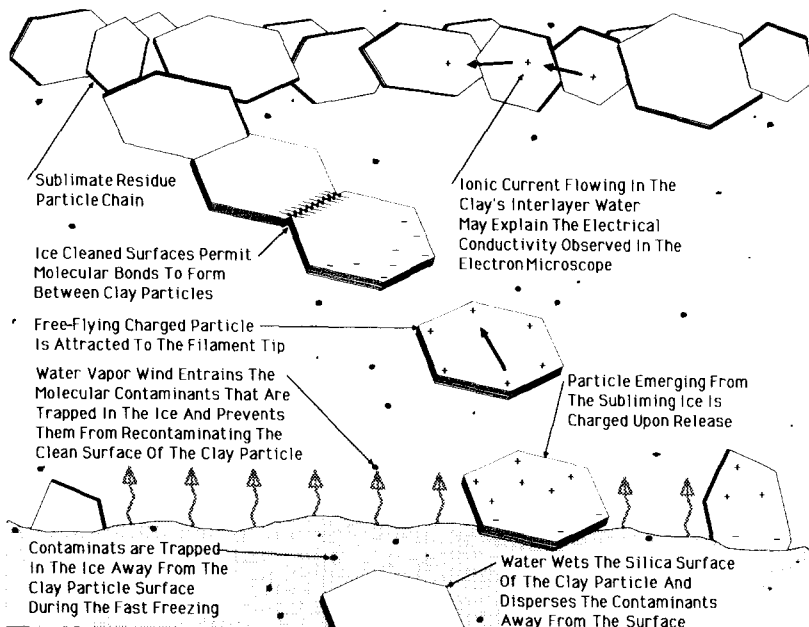 Sublimate Residue
Particle Chain
Ionic Current Flowing In The
Clay's Interlayer Water
May Explain The Electrical
Conductivity Observed In The
Electron Microscope
Ice Cleaned Surfaces Permit
Molecular Bonds To Form
Between Clay Particles
Free-Flying Charged Particle
Is Attracted To The Filament Tip
Water Vapor Wind Entrains The
Molecular Contaminants That Are
Trapped In The Ice And Prevents
Them From Recontaminating The
Clean Surface Of The Clay Particle
Particle Emerging From
The Subliming Ice Is
Charged Upon Release
Contaminats are Trapped
In The Ice Away From The
Clay Particle Surface
During The Fast Freezing
Water Wets The Silica Surface
Of The Clay Particle And
Disperses The Contaminants
Away From The Surface